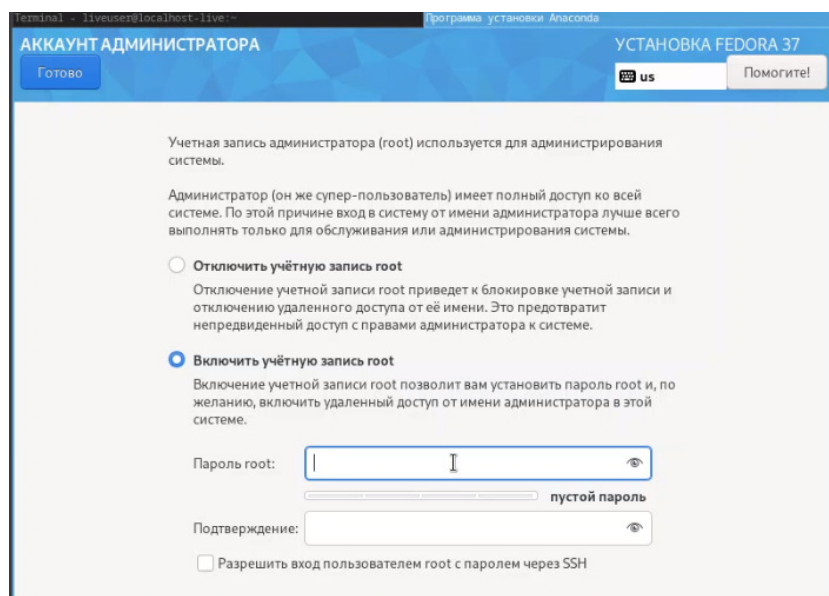 Terminal - liveuser@localhost-live:~
Программа установки Anaconda
АККАУНТ АДМИНИСТРАТОРА
УСТАНОВКА FEDORA 37
Готово
us
Помогите!
Учетная запись администратора (root) используется для администрирования
системы.
Администратор (он же супер-пользователь) имеет полный доступ ко всей
системе. По этой причине вход в систему от имени администратора лучше всего
выполнять только для обслуживания или администрирования системы.
Отключить учётную запись root
Отключение учетной записи root приведет к блокировке учетной записи и
отключению удаленного доступа от её имени. Это предотвратит
непредвиденный доступ с правами администратора к системе.
Включить учётную запись root
Включение учетной записи root позволит вам установить пароль root и, по
желанию, включить удаленный доступ от имени администратора в этой
системе.
Пароль root:
пустой пароль
Подтверждение:
Разрешить вход пользователем root с паролем через SSH